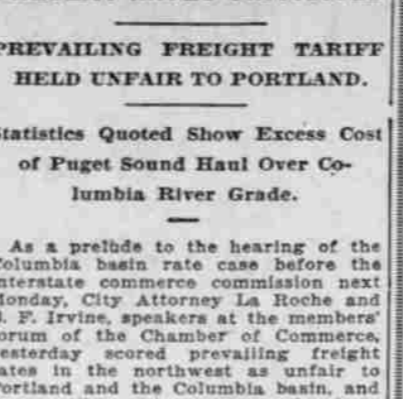 PREVAILING FREIGHT TARIFF
HELD UNFAIR TO PORTLAND.
Statistics Quoted Show Excess Cost
of Puget Sound Haul Over Co-
lumbia River Grade.
As a prelude to the hearing of the
Columbia basin rate case before the
interstate commerce commission next
Monday, City Attorney La Roche and
B. F. Irvine, speakers at the members'
forum of the Chamber of Commerce,
yesterday scored prevailing freight
rates in the northwest as unfair to
Portland and the Columbia basin, and